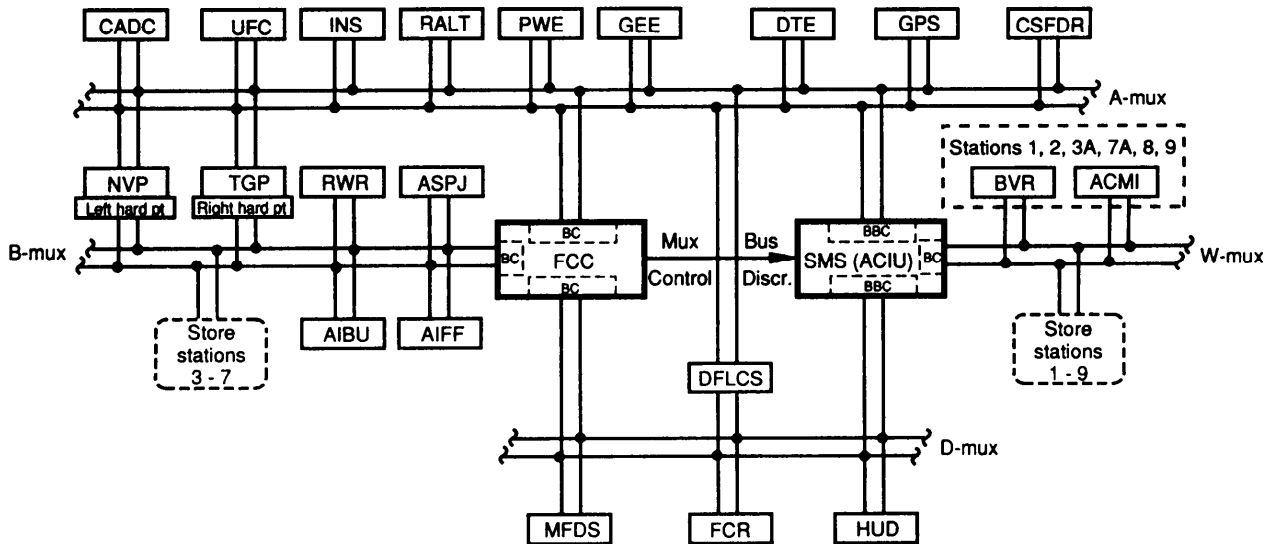 CADC
UFC
INS
RALT
PWE
GEE
DTE
GPS
CSFDR
A-mux
Stations 1, 2, 3A, 7A, 8, 9
NVP
Left hard pt
TGP
Right hard pt
RWR
ASPJ
BVR
ACMI
B-mux
BC
BC
FCC
BC
Mux
Control
Bus
Discr.
BBC
SMS (ACIU)
BC
BBC
W-mux
Store
stations
3 - 7
AIBU
AIFF
Store
stations
1 - 9
DFLCS
D-mux
MFDS
FCR
HUD